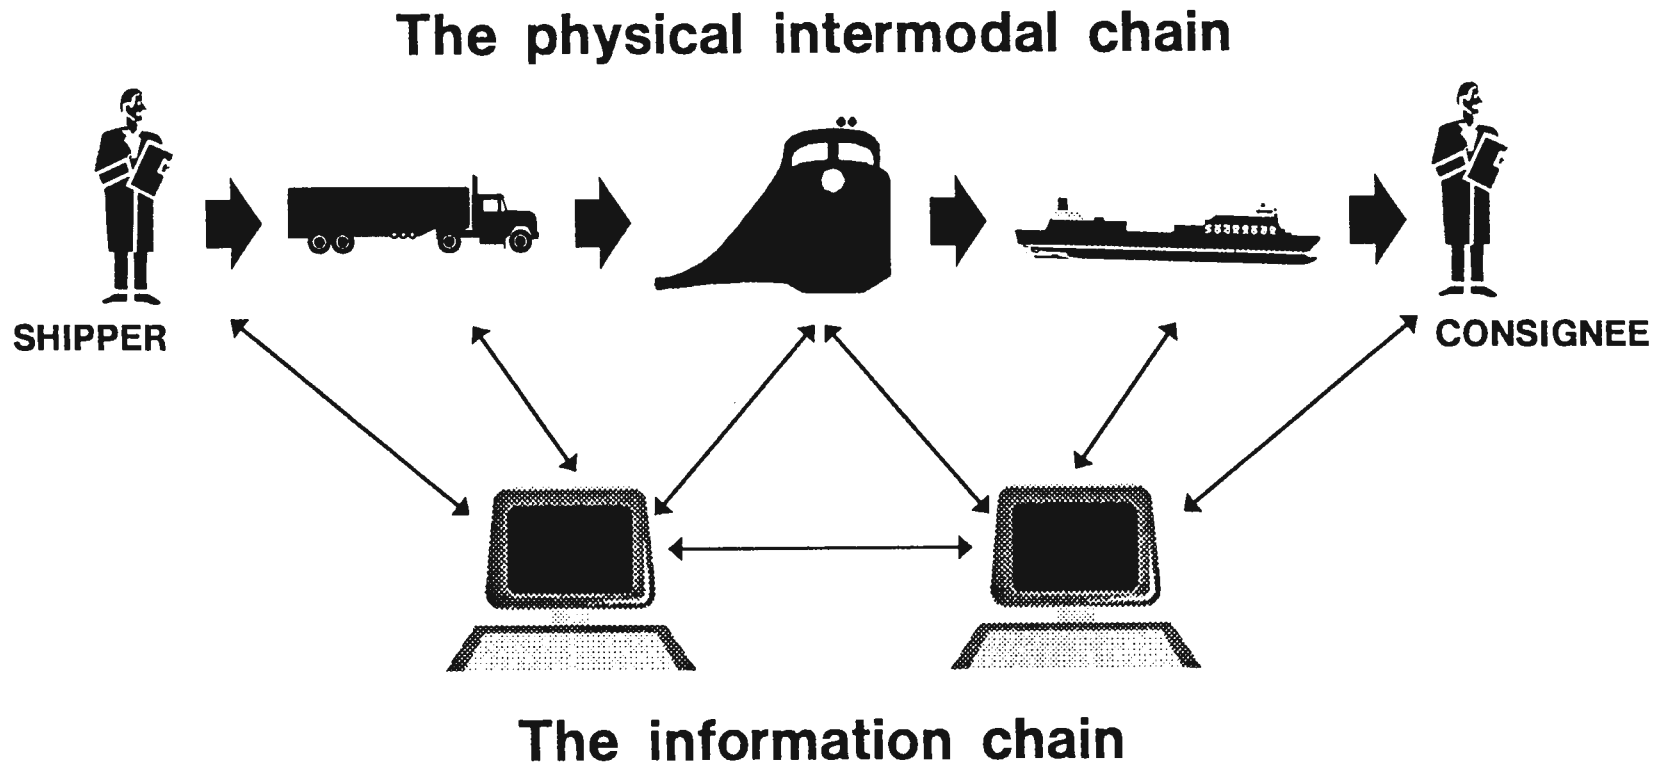 The physical intermodal chain
SHIPPER
CONSIGNEE
The information chain